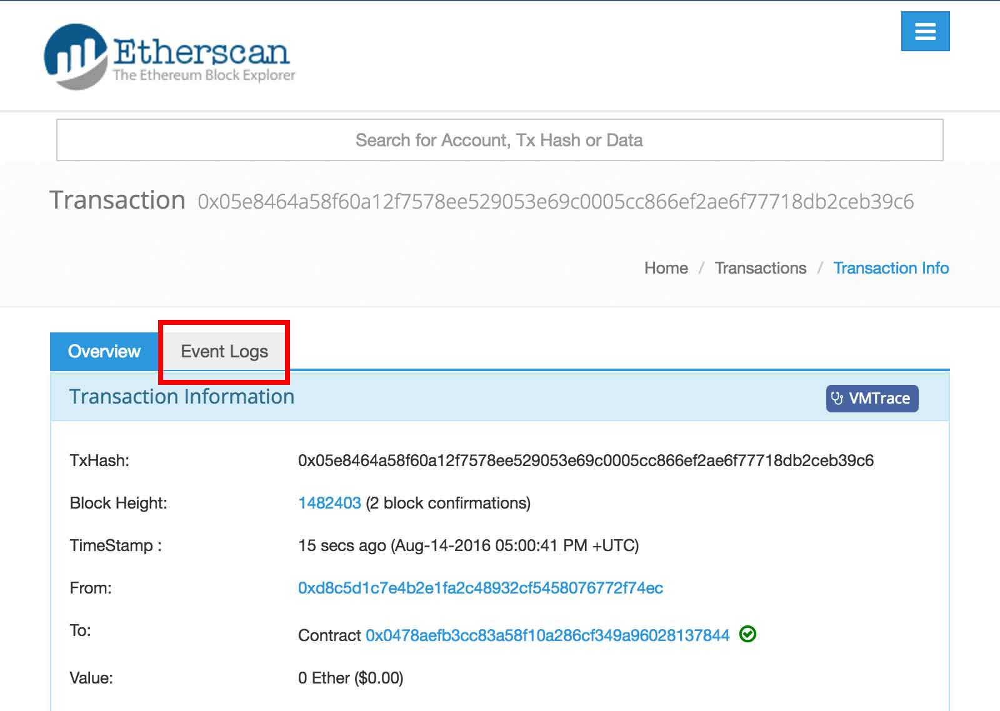 Etherscan
The Ethereum Block Explorer
Search for Account, Tx Hash or Data
Transaction 0x05e8464a58f60a12f7578ee529053e69c0005cc866ef2ae6f77718db2ceb39c6
Home / Transactions / Transaction Info
Overview Event Logs
Transaction Information VMTrace
TxHash: 0x05e8464a58f60a12f7578ee529053e69c0005cc866ef2ae6f77718db2ceb39c6
Block Height: 1482403 (2 block confirmations)
TimeStamp : 15 secs ago (Aug-14-2016 05:00:41 PM +UTC)
From: 0xd8c5d1c7e4b2e1fa2c48932cf5458076772f74ec
To: Contract 0x0478aefb3cc83a58f10a286cf349a96028137844
Value: 0 Ether ($0.00)